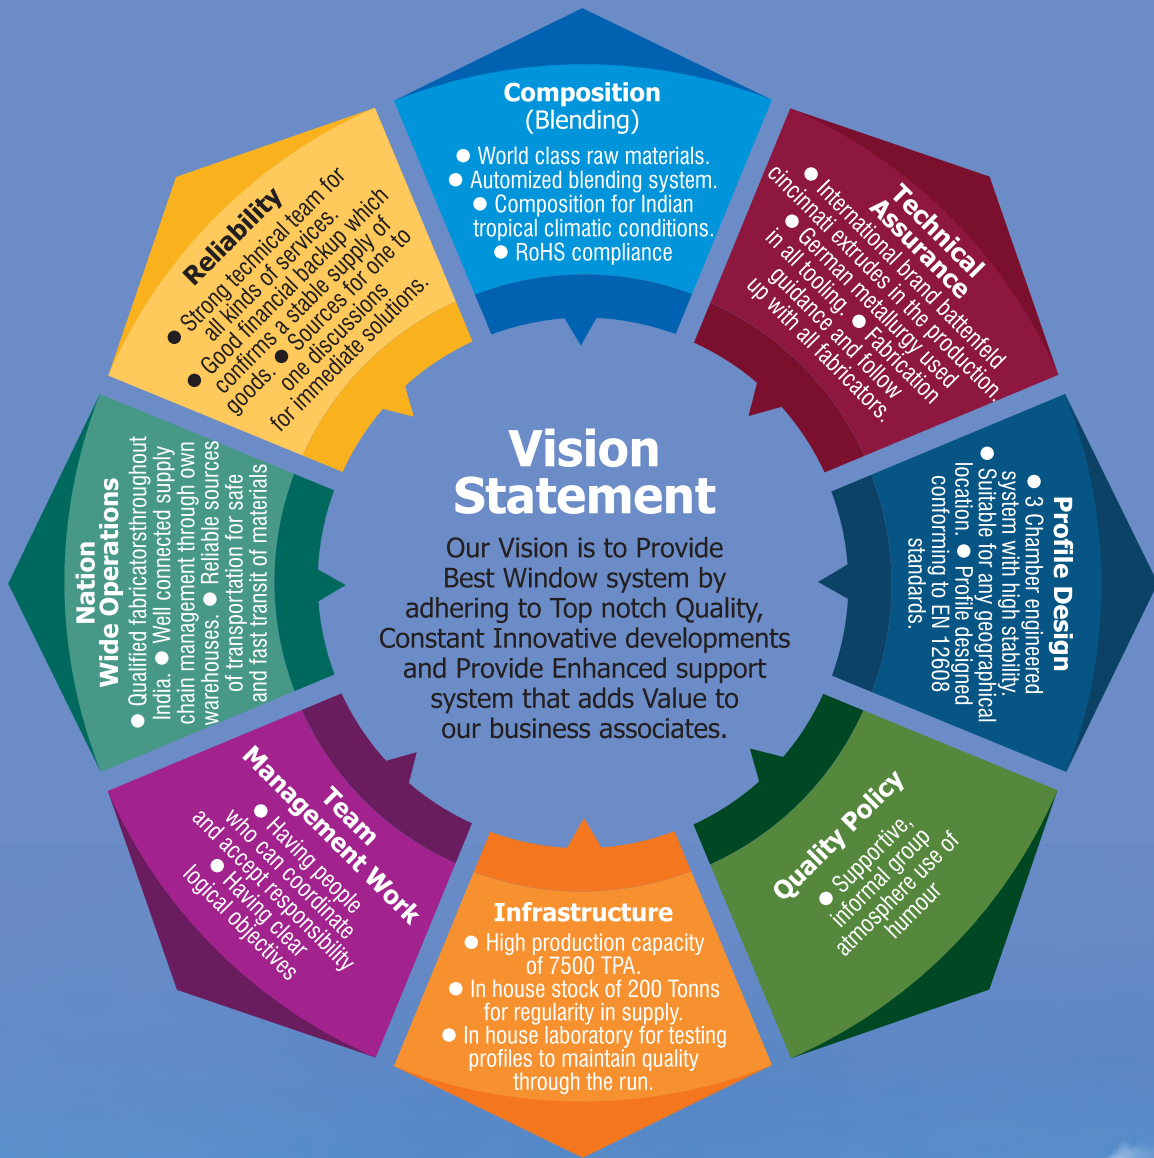 Composition
(Blending)
● World class raw materials.
● Automized blending system.
● Composition for Indian
tropical climatic conditions.
● RoHS compliance
Technical
Assurance
● International brand battenfeld
cincinnati extrudes in the production.
● German metallurgy used
in all tooling. ● Fabrication
guidance and follow
up with all fabricators.
Profile Design
● 3 Chamber engineered
system with high stability.
● Suitable for any geographical
location. ● Profile designed
conforming to EN 12608
standards.
Quality Policy
● Supportive,
informal group
atmosphere use of
humour
Infrastructure
● High production capacity
of 7500 TPA.
● In house stock of 200 Tonns
for regularity in supply.
● In house laboratory for testing
profiles to maintain quality
through the run.
Team
Management Work
● Having people
who can coordinate
and accept responsibility
● Having clear
logical objectives
Nation
Wide Operations
● Qualified fabricatorsthroughout
India. ● Well connected supply
chain management through own
warehouses. ● Reliable sources
of transportation for safe
and fast transit of materials
Reliability
● Strong technical team for
all kinds of services.
● Good financial backup which
confirms a stable supply of
goods. ● Sources for one to
one discussions
for immediate solutions.
Vision
Statement
Our Vision is to Provide
Best Window system by
adhering to Top notch Quality,
Constant Innovative developments
and Provide Enhanced support
system that adds Value to
our business associates.